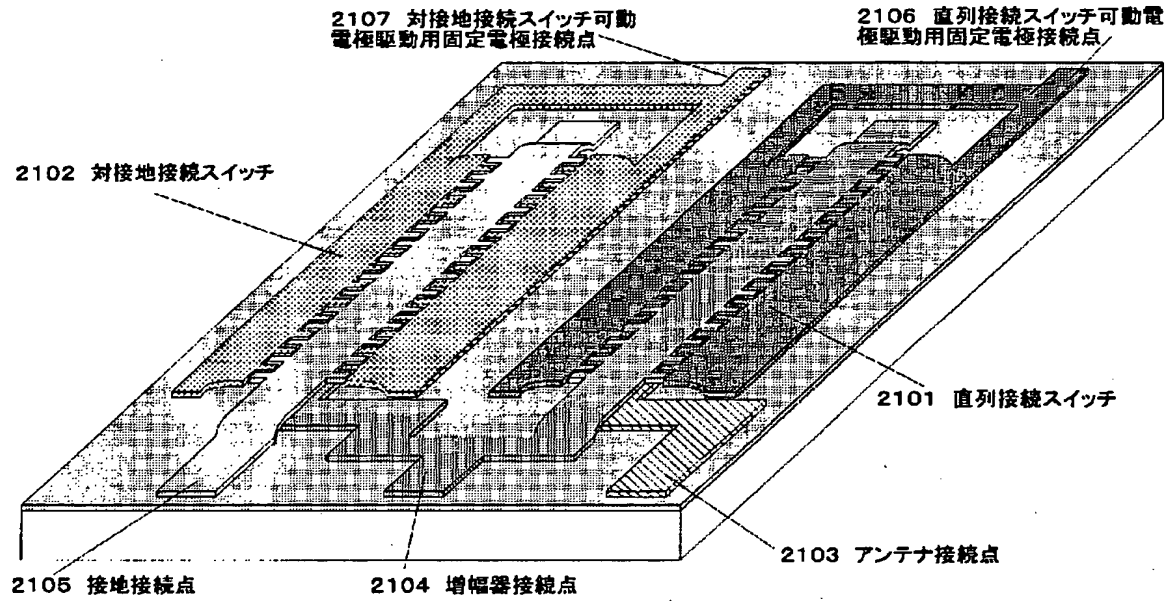 2107 対接地接続スイッチ可動
電極駆動用固定電極接続点
2106 直列接続スイッチ可動電
極駆動用固定電極接続点
2102 対接地接続スイッチ
2101 直列接続スイッチ
2103 アンテナ接続点
2105 接地接続点
2104 増幅器接続点